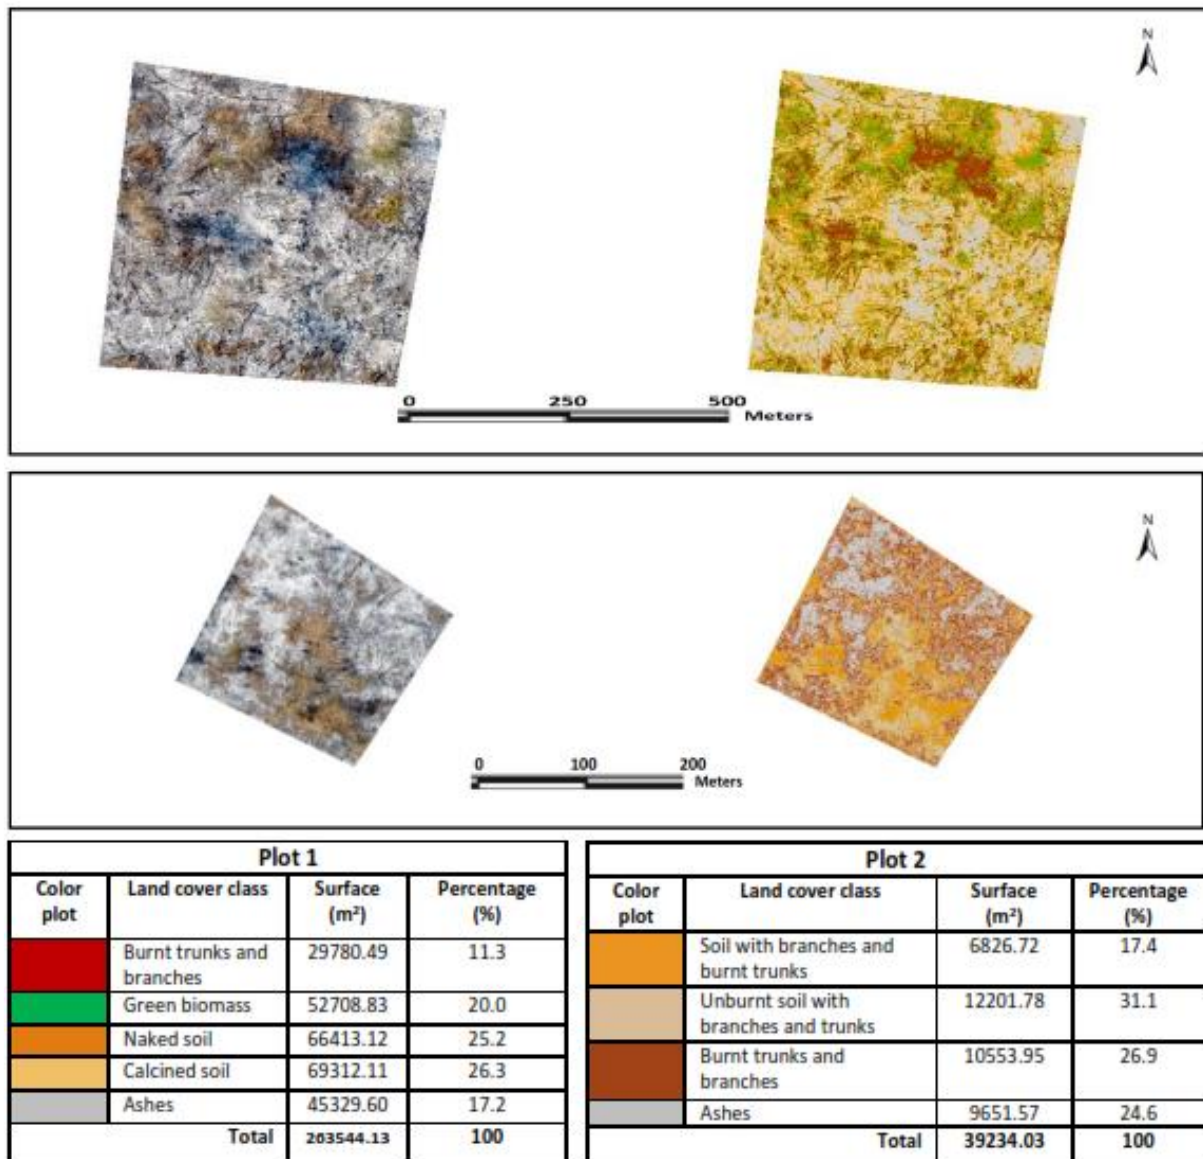 N
0 250 500
Meters
N
0 100 200
Meters
Plot 1
Color plot Land cover class Surface (m²) Percentage (%)
Burnt trunks and branches 29780.49 11.3
Green biomass 52708.83 20.0
Naked soil 66413.12 25.2
Calcined soil 69312.11 26.3
Ashes 45329.60 17.2
Total 263544.13 100
Plot 2
Color plot Land cover class Surface (m²) Percentage (%)
Soil with branches and burnt trunks 6826.72 17.4
Unburnt soil with branches and trunks 12201.78 31.1
Burnt trunks and branches 10553.95 26.9
Ashes 9651.57 24.6
Total 39234.03 100